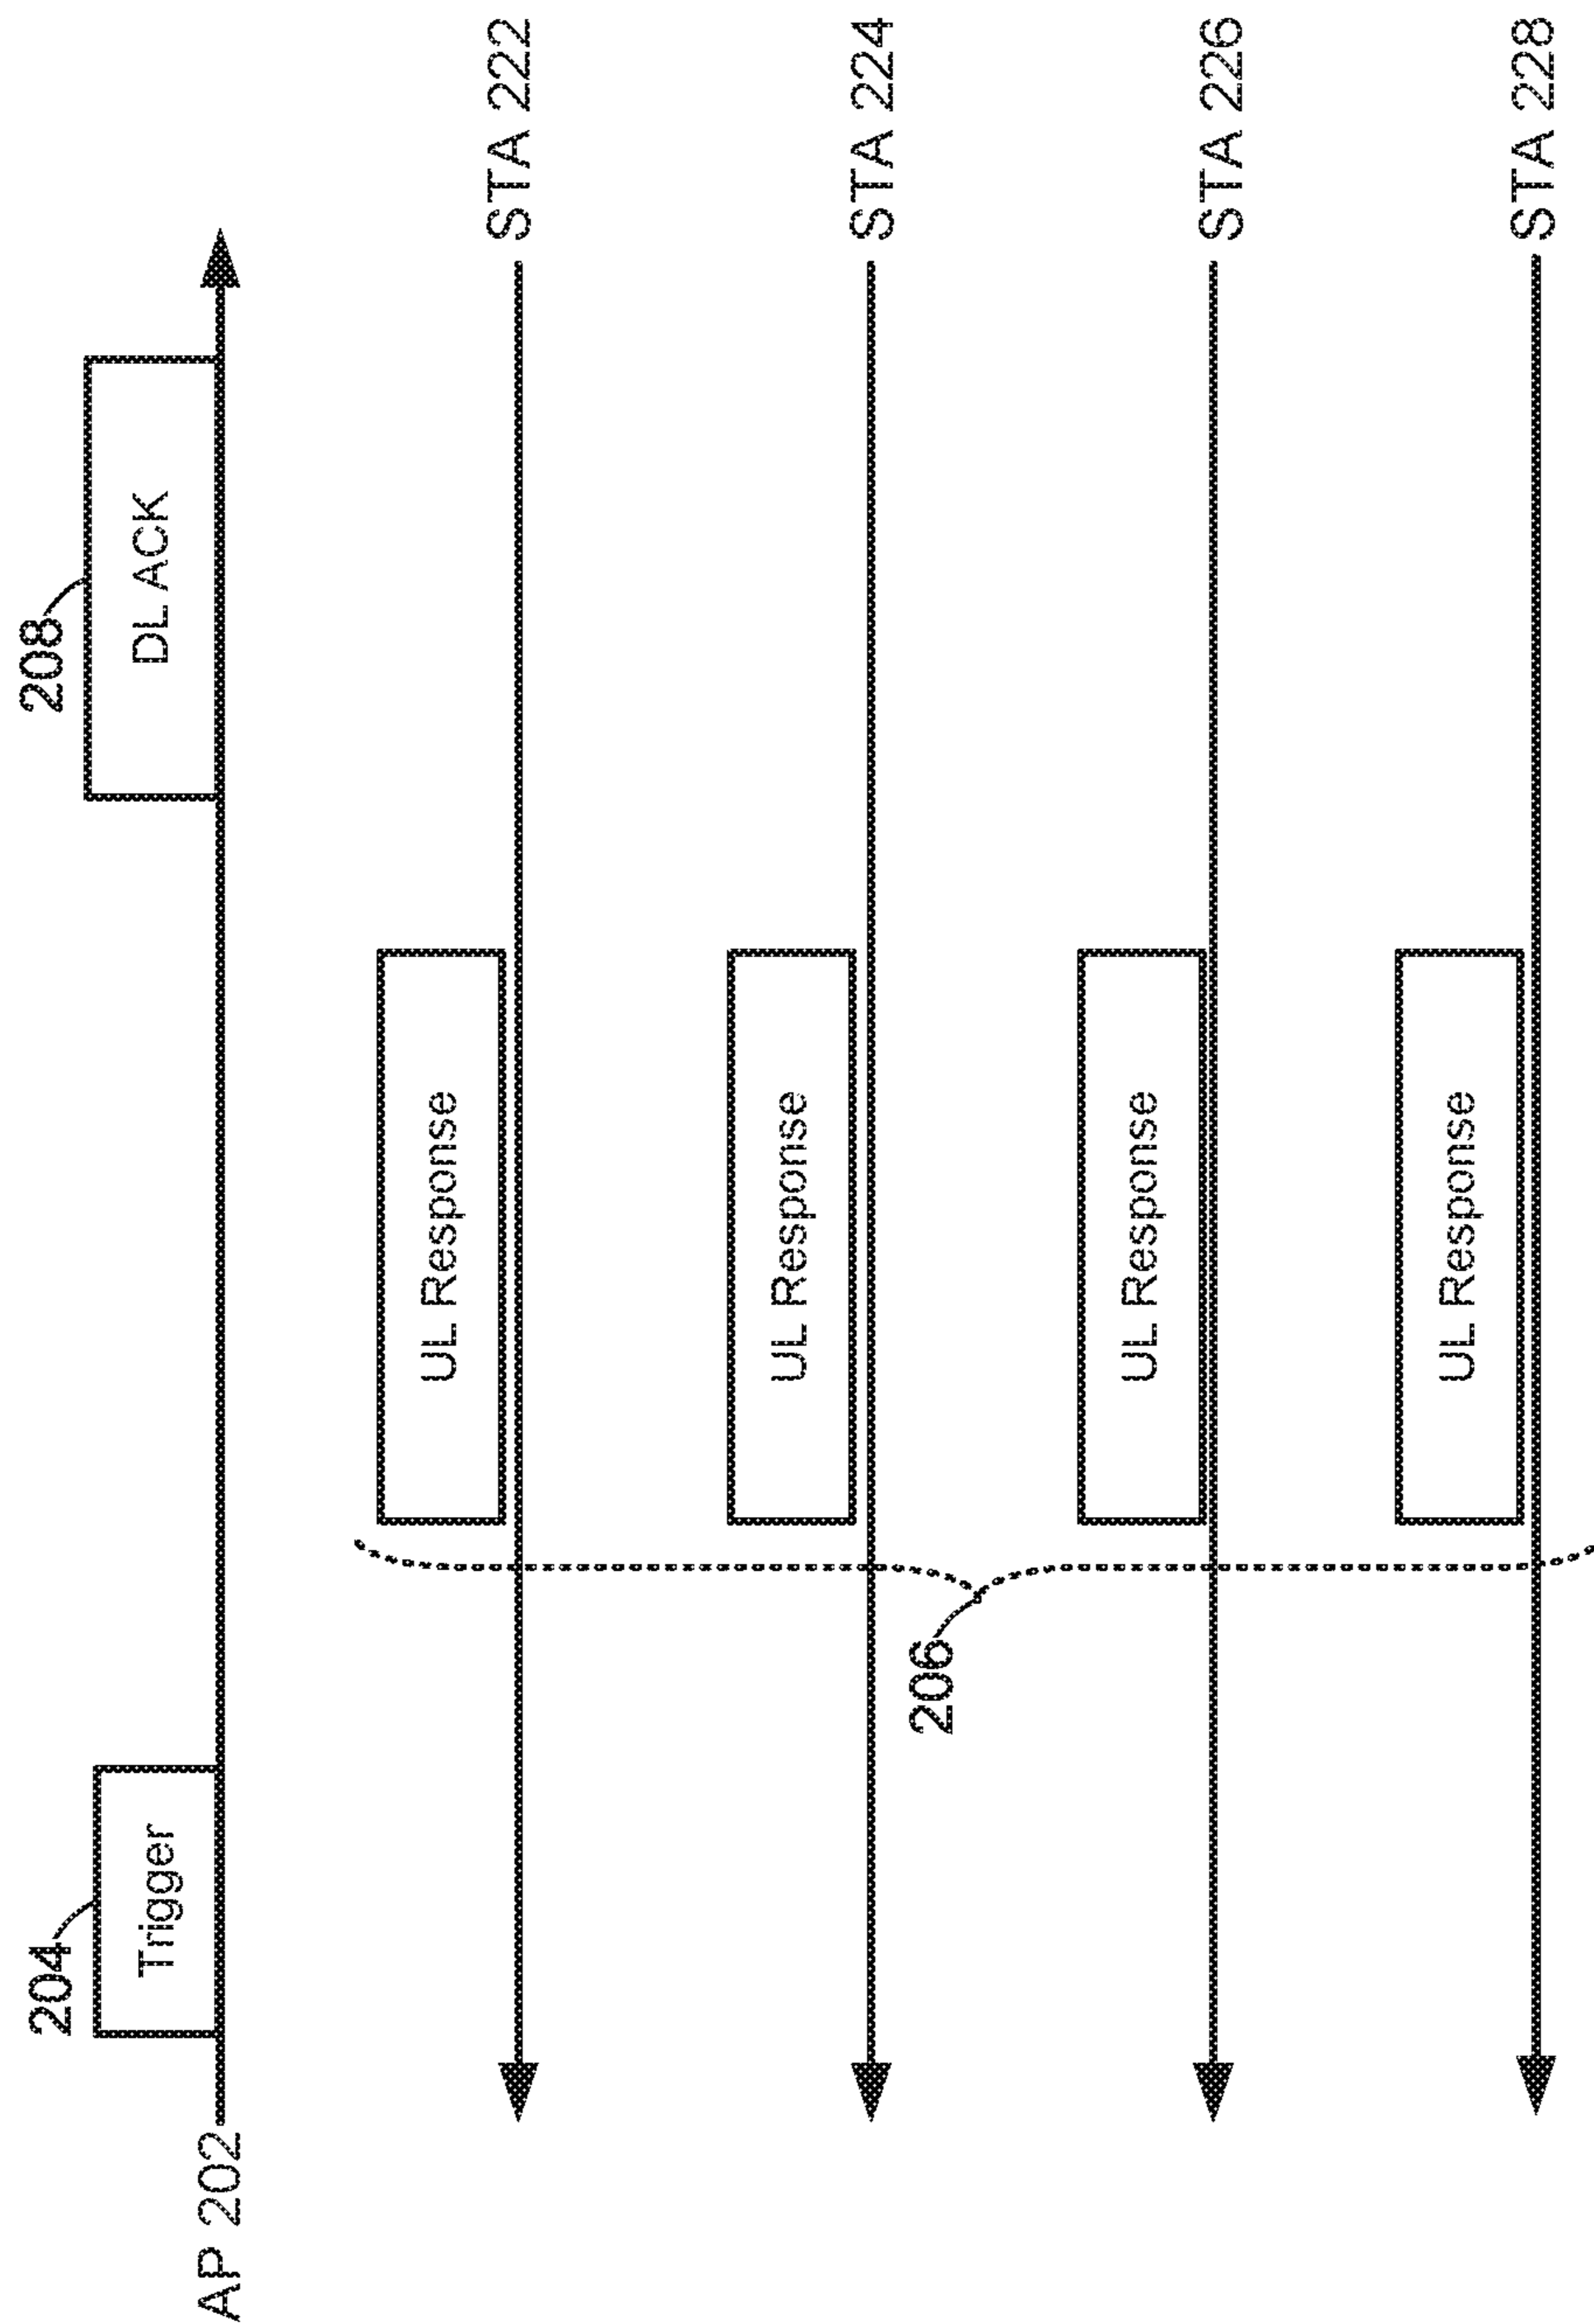 204
208
Trigger
DL ACK
AP 202
UL Response
STA 222
UL Response
STA 224
206
UL Response
STA 226
UL Response
STA 228